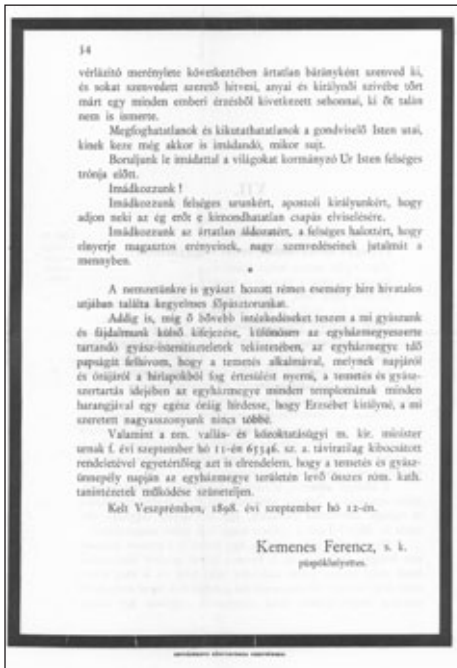 34
vérlázító merénylete következtében ártatlan bárányként szenved ki,
és sokat szenvedett szerető hitvesi, anyai és királynői szivébe tőrt
márt egy minden emberi érzésből kivetkezett sehonnai, ki őt talán
nem is ismerte.
Megfoghatatlanok és kikutathatatlanok a gondviselő Isten utai,
kinek keze még akkor is imádandó, mikor sujt.
Boruljunk le imádattal a világokat kormányzó Ur Isten felséges
trónja előtt.
Imádkozzunk!
Imádkozzunk felséges urunkért, apostoli királyunkért, hogy
adjon neki az ég erőt e kimondhatlan csapás elviselésére.
Imádkozzunk az ártatlan áldozatért, a felséges halottért, hogy
elnyerje magasztos erényeinek, nagy szenvedéseinek jutalmát a
mennyben.
*
A nemzetünkre is gyászt hozott rémes esemény híre hivatalos
utjában találta kegyelmes főpásztorunkat.
Addig is, míg ő bővebb intézkedéseket teszen a mi gyászunk
és fájdalmunk külső kifejezése, különösen az egyházmegyeszerte
tartandó gyász-istenitiszteletek tekintetében, az egyházmegye tdő
papságát felhivom, hogy a temetés alkalmával, melynek napjáról
és órájáról a hirlapokból fog értesülést nyerni, a temetés és gyász-
szertartás idejében az egyházmegye minden templomának minden
harangjával egy egész óráig hirdesse, hogy Erzsébet királyné, a mi
szeretett nagyasszonyunk nincs többé.
Valamint a nm. vallás- és közoktatásügyi m. kir. minister
urnak f. évi szeptember hó 11-én 65346. sz. a. táviratilag kibocsátott
rendeletével egyetértőleg azt is elrendelem, hogy a temetés és gyász-
ünnepély napján az egyházmegye területén levő összes róm. kath.
tanintézetek működése szüneteljen.
Kelt Veszprémben, 1898. évi szeptember hó 12-én.
Kemenes Ferencz, s. k.
püspökhelyettes.